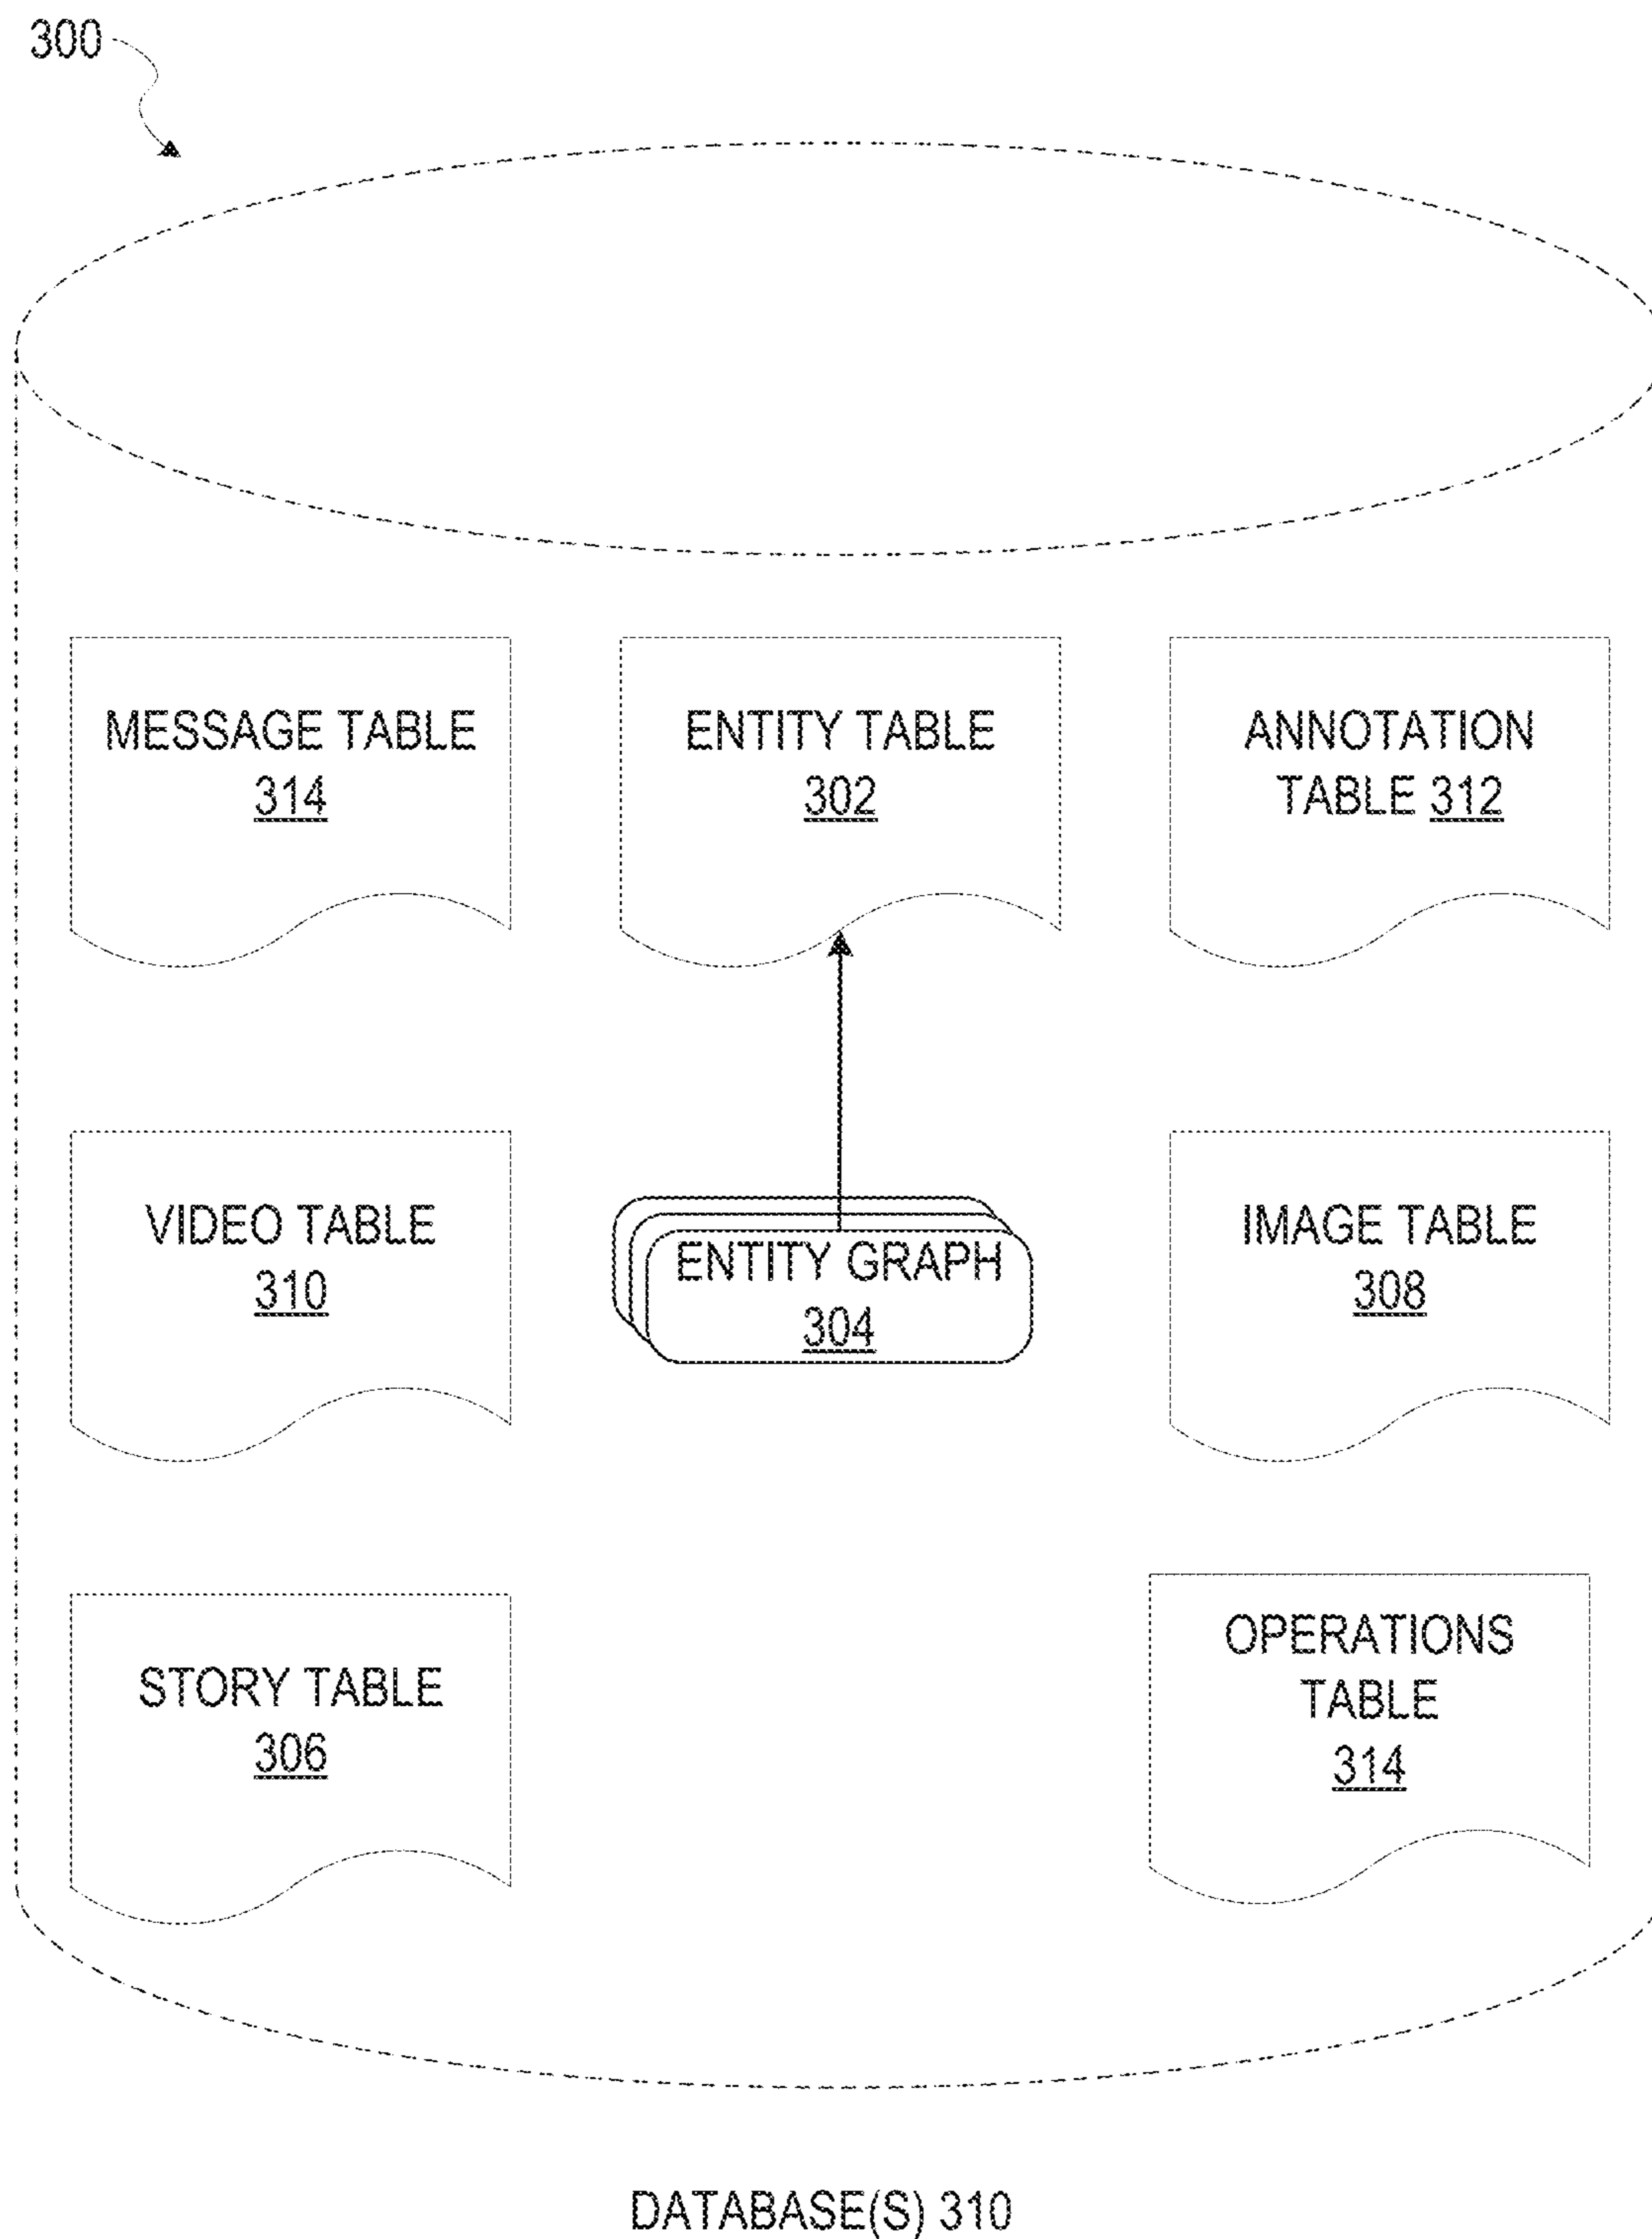 300
MESSAGE TABLE
314
ENTITY TABLE
302
ANNOTATION
TABLE 312
VIDEO TABLE
310
ENTITY GRAPH
304
IMAGE TABLE
308
STORY TABLE
306
OPERATIONS
TABLE
314
DATABASE(S) 310